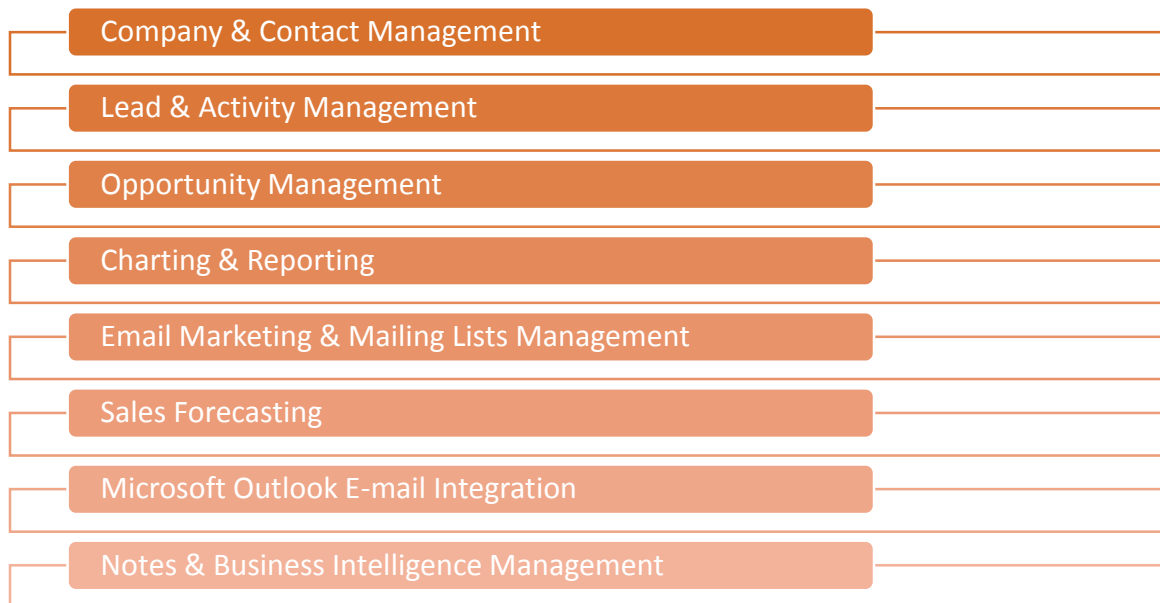 Company & Contact Management
Lead & Activity Management
Opportunity Management
Charting & Reporting
Email Marketing & Mailing Lists Management
Sales Forecasting
Microsoft Outlook E-mail Integration
Notes & Business Intelligence Management